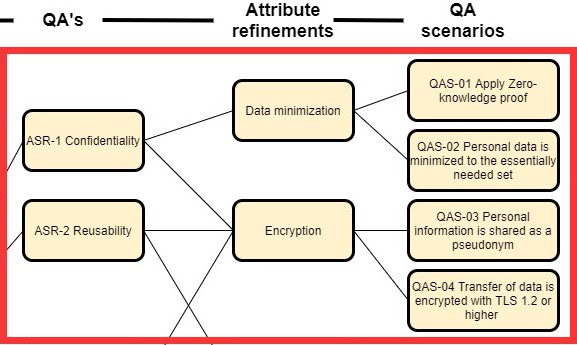 QA's
Attribute
refinements
QA
scenarios
ASR-1 Confidentiality
ASR-2 Reusability
Data minimization
Encryption
QAS-01 Apply Zero-
knowledge proof
QAS-02 Personal data is
minimized to the essentially
needed set
QAS-03 Personal
information is shared as a
pseudonym
QAS-04 Transfer of data is
encrypted with TLS 1.2 or
higher